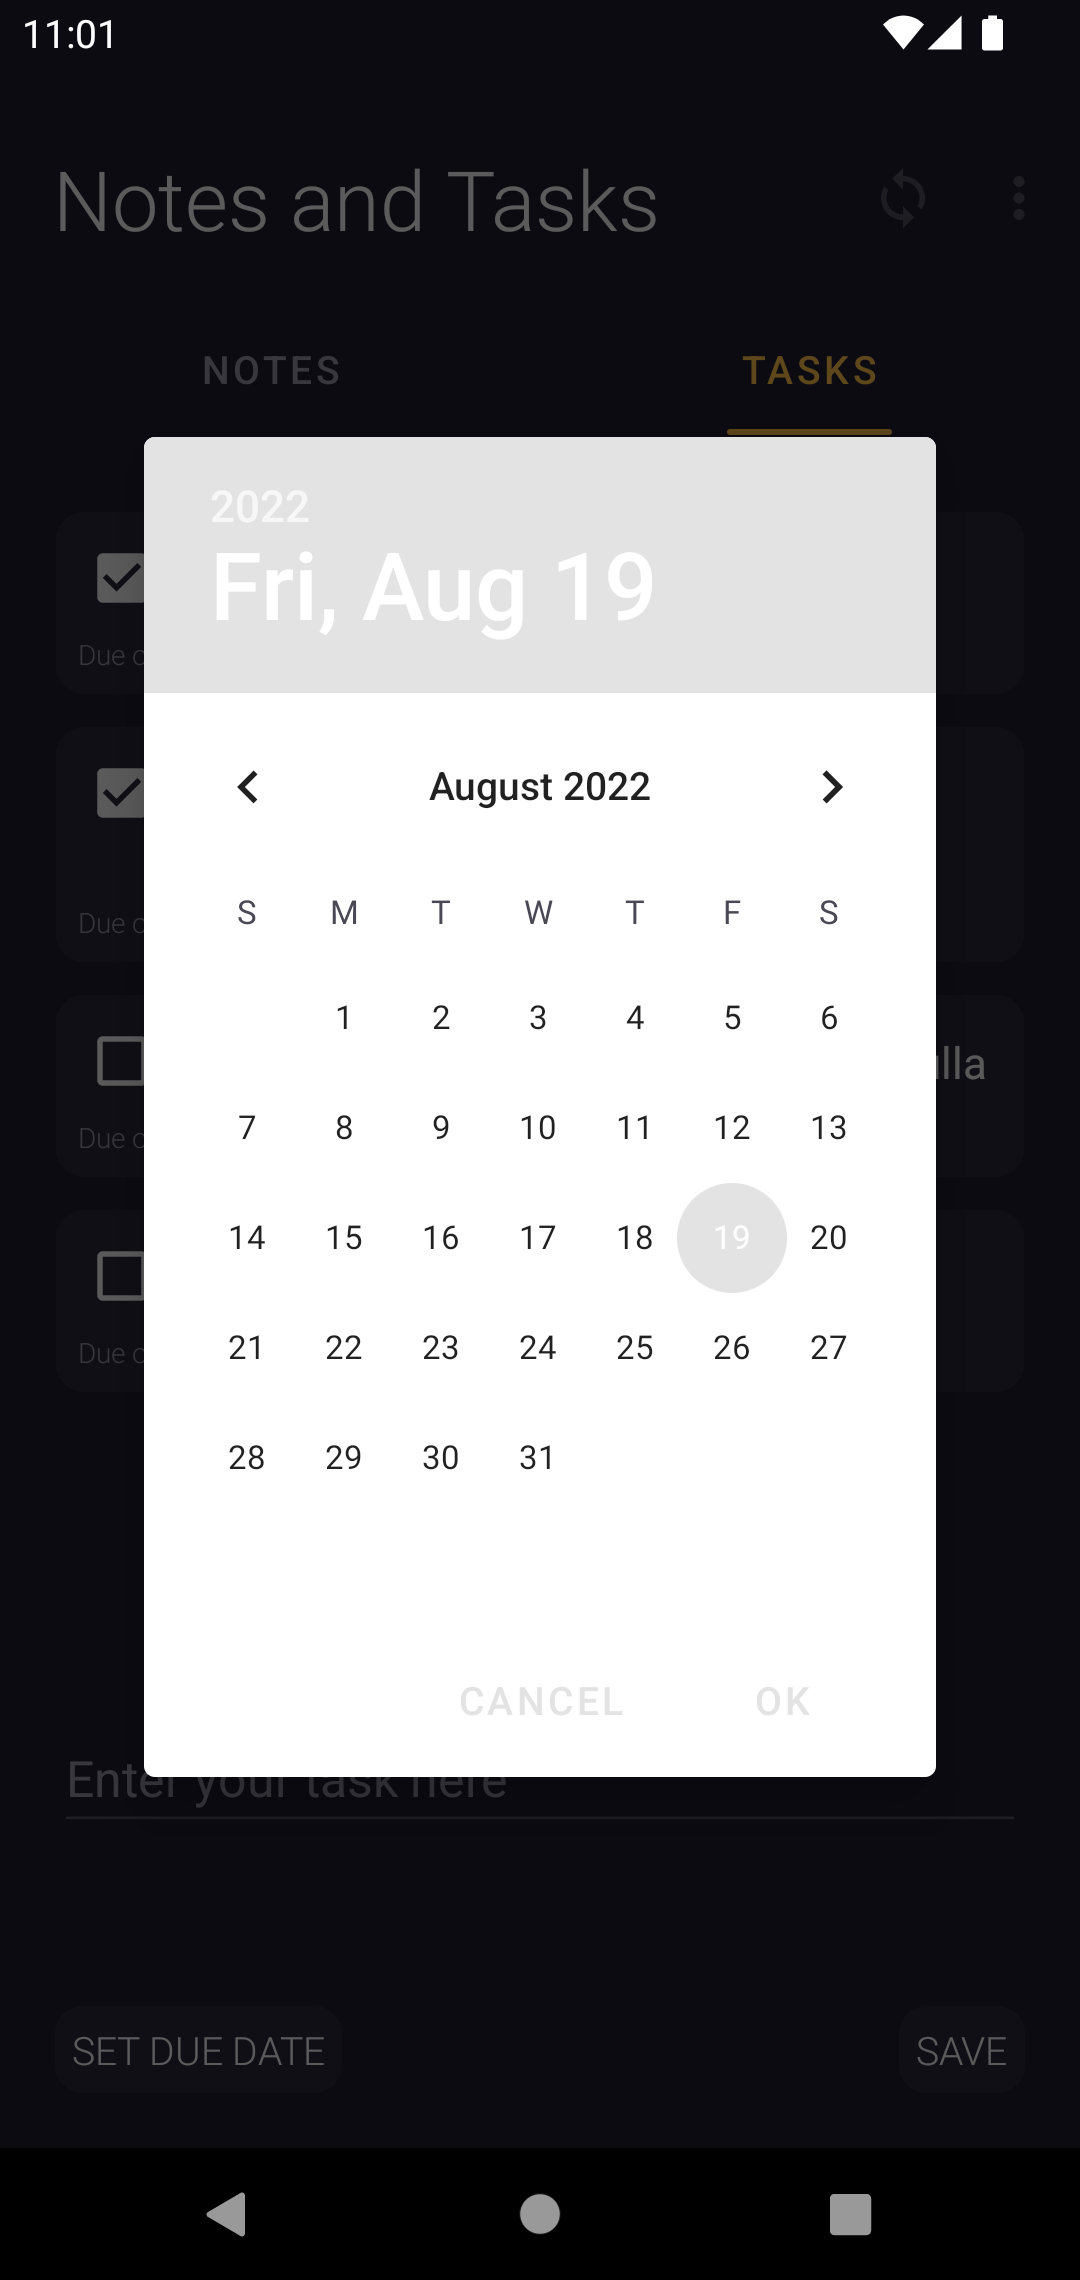 11:01
Notes and Tasks
NOTES TASKS
2022
Fri, Aug 19
Due
Due
August 2022
S M T W T F S
1 2 3 4 5 6
7 8 9 10 11 12 13
14 15 16 17 18 19 20
21 22 23 24 25 26 27
28 29 30 31
Due
Due
CANCEL OK
Enter your task here
SET DUE DATE SAVE